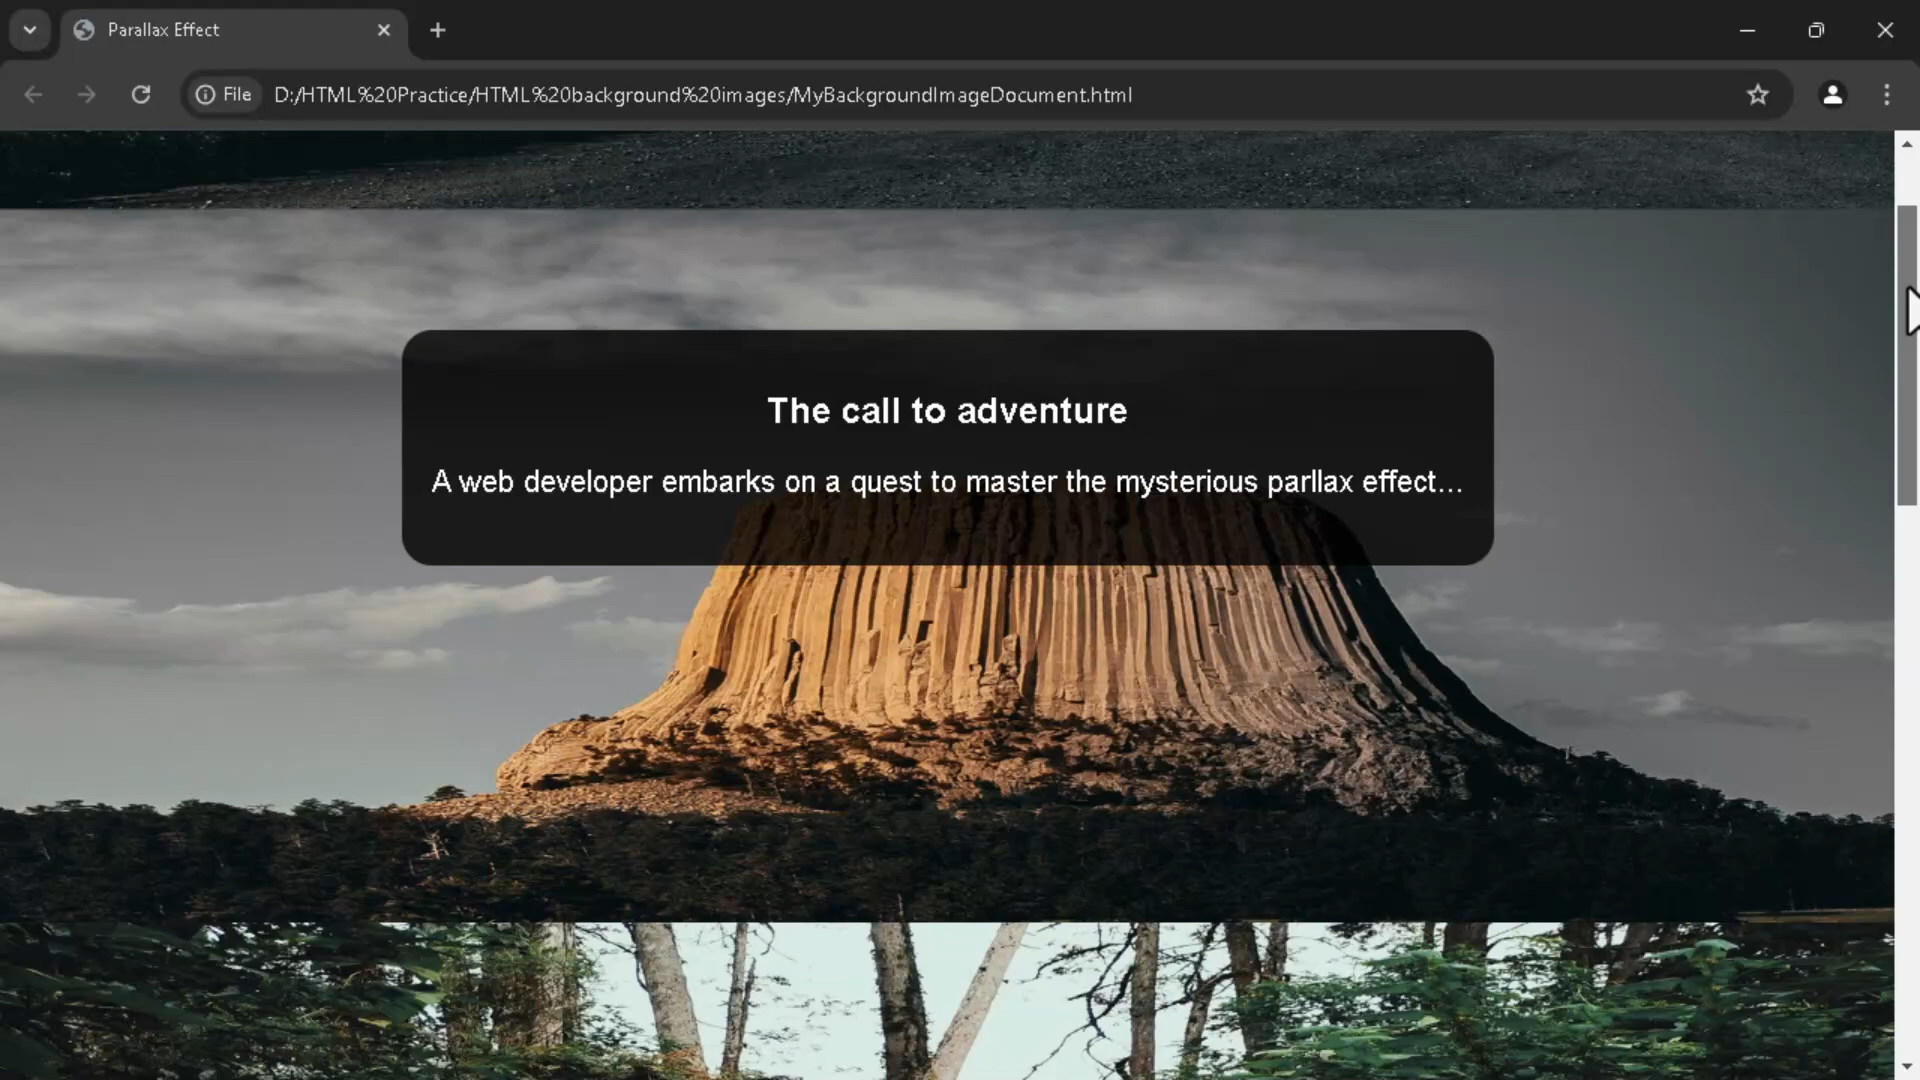 Parallax Effect
File
D:/HTML%20Practice/HTML%20background%20images/MyBackgroundImageDocument.html
The call to adventure
A web developer embarks on a quest to master the mysterious parllax effect...